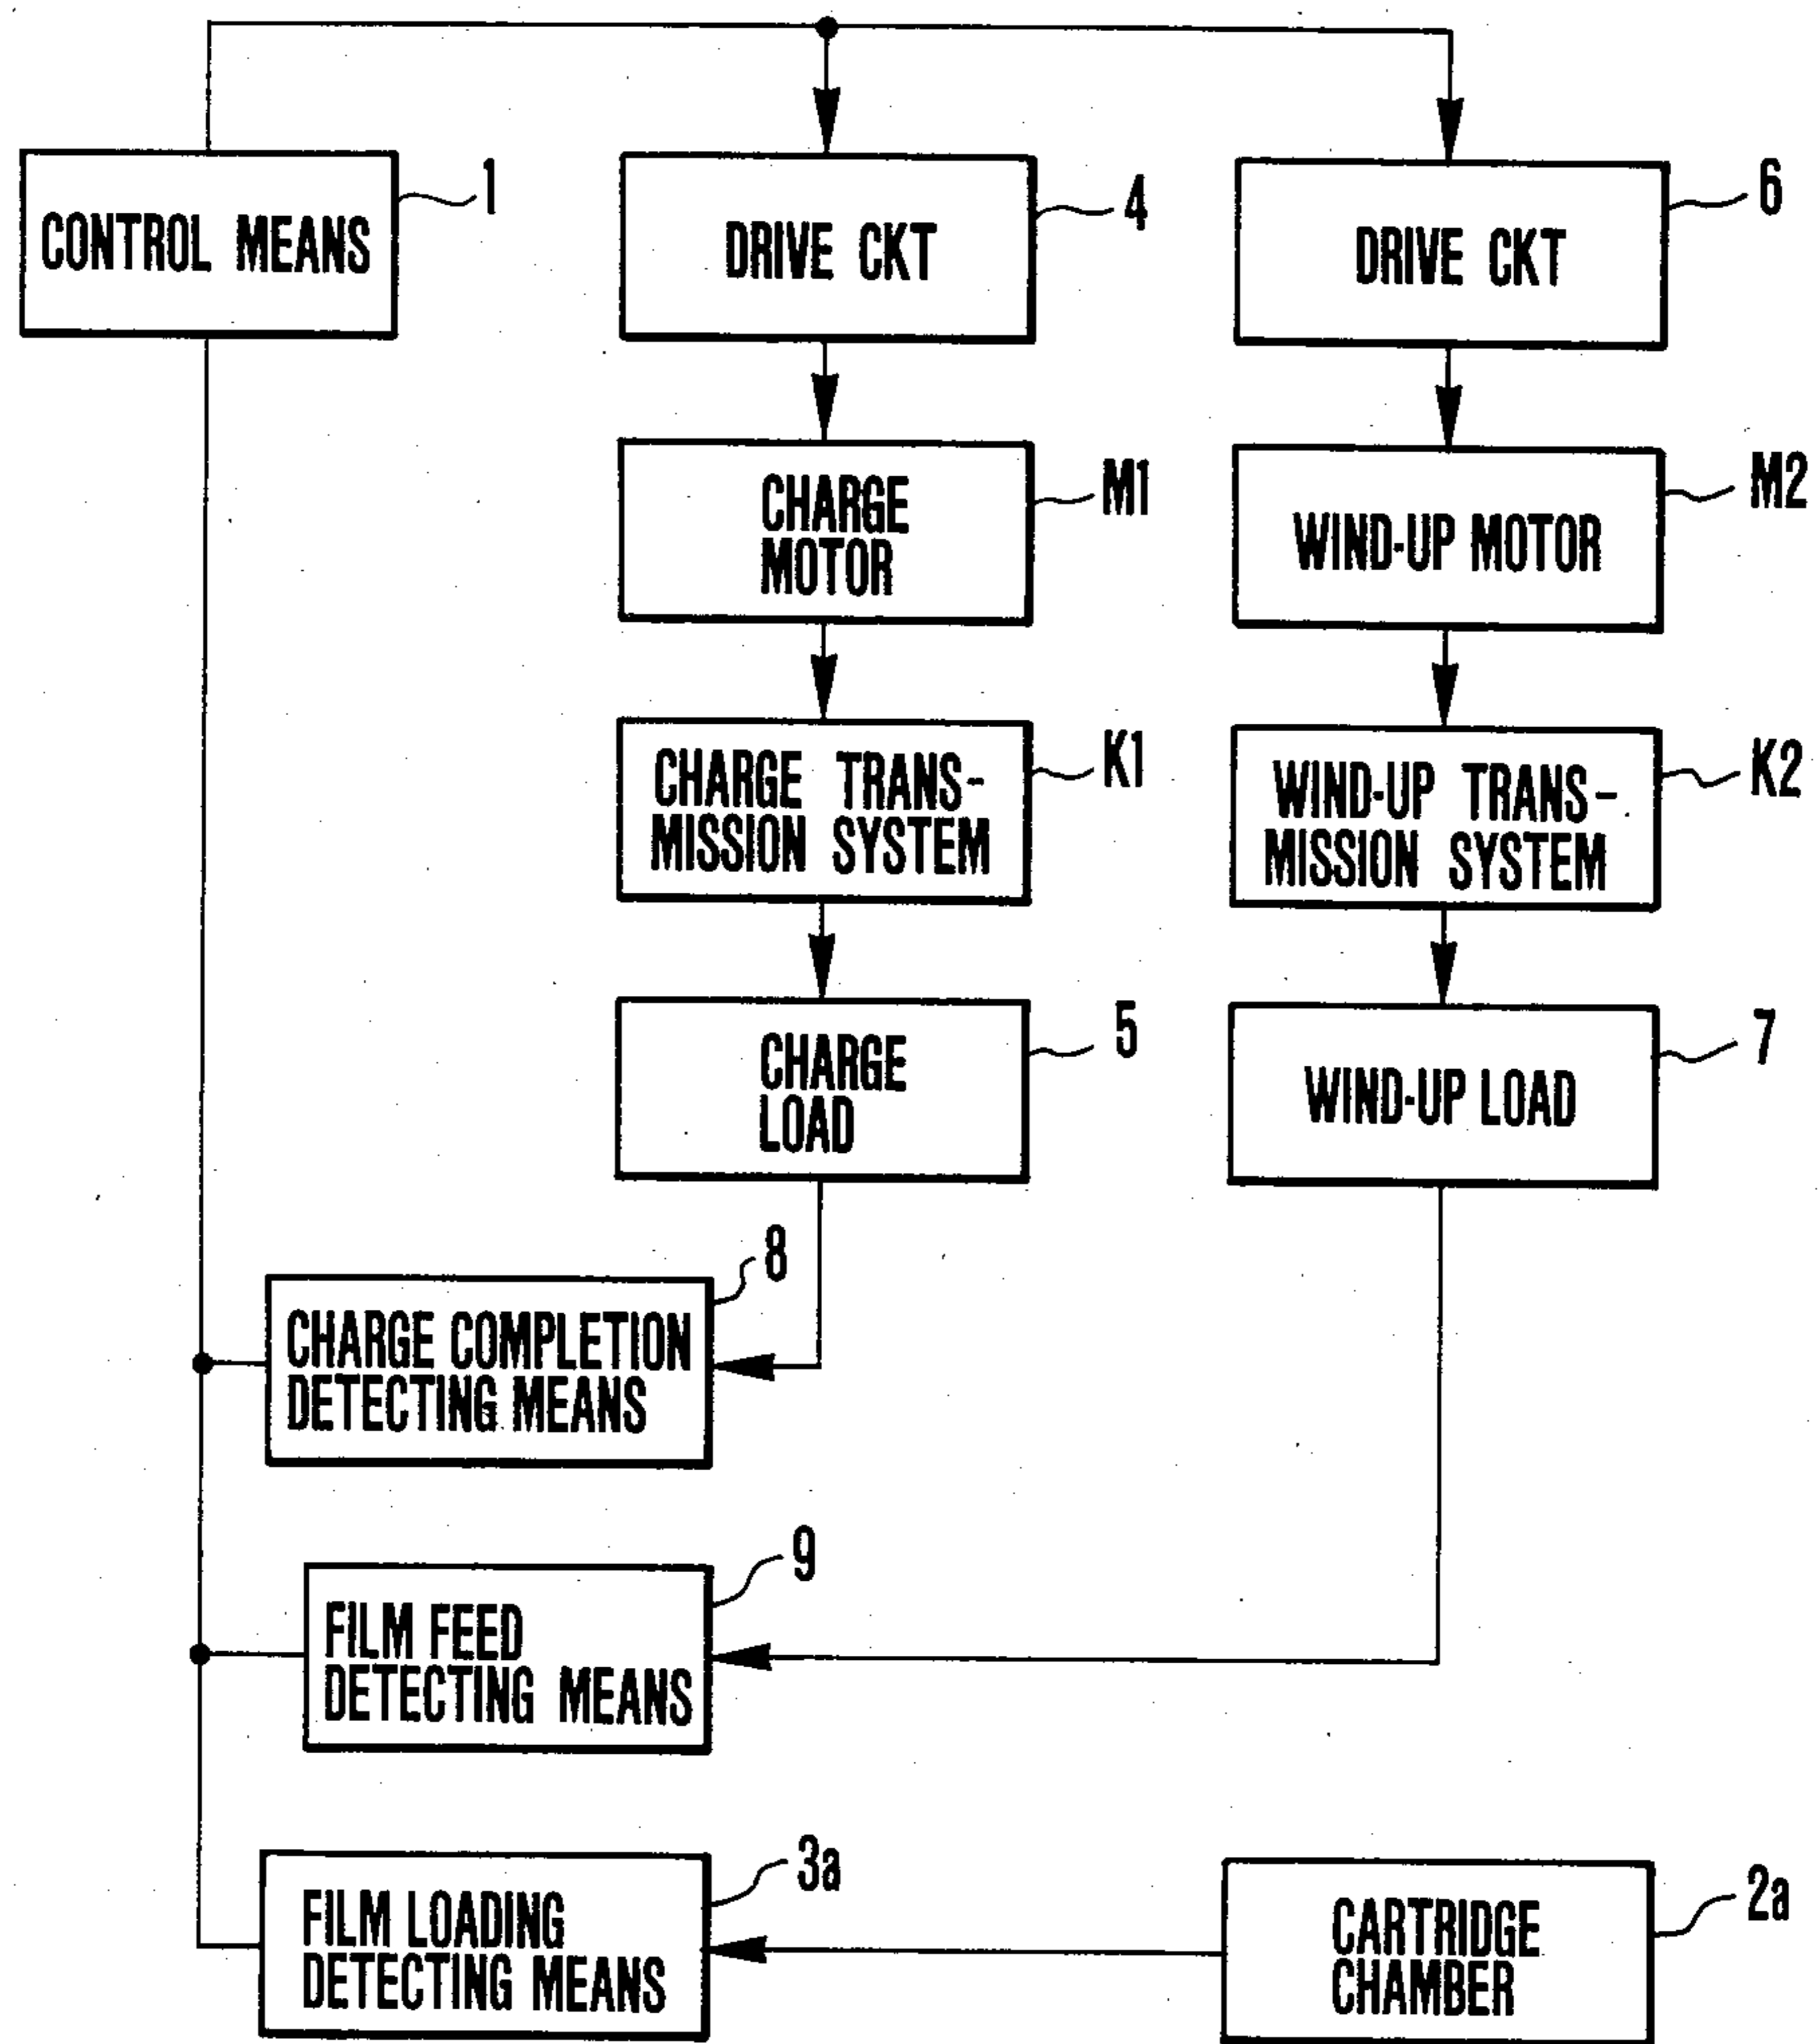 CONTROL MEANS
1
DRIVE CKT
4
DRIVE CKT
6
CHARGE
MOTOR
M1
WIND-UP MOTOR
M2
CHARGE TRANS-
MISSION SYSTEM
K1
WIND-UP TRANS-
MISSION SYSTEM
K2
CHARGE
LOAD
5
WIND-UP LOAD
7
CHARGE COMPLETION
DETECTING MEANS
8
FILM FEED
DETECTING MEANS
9
FILM LOADING
DETECTING MEANS
3a
CARTRIDGE
CHAMBER
2a